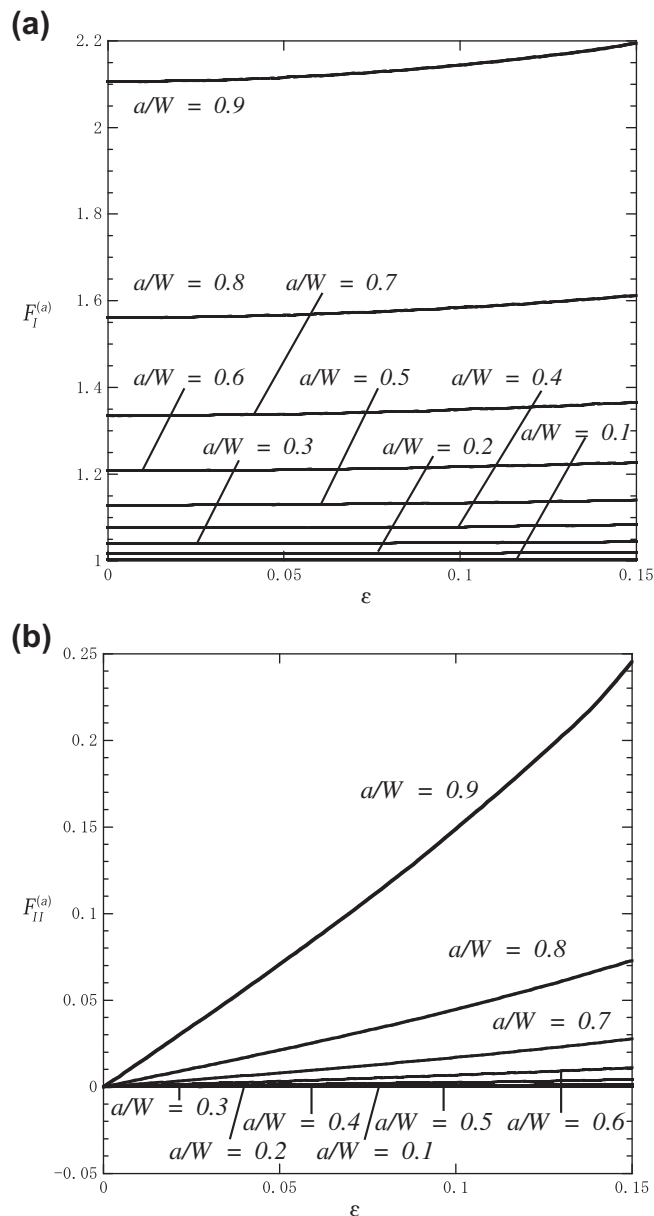 (a)
2.2
a/W = 0.9
2
1.8
a/W = 0.8 a/W = 0.7
F_I^{(a)}
1.6
a/W = 0.6 a/W = 0.5 a/W = 0.4
1.4
a/W = 0.3 a/W = 0.2 a/W = 0.1
1.2
1
0 0.05 0.1 0.15
ε
(b)
0.25
0.2
a/W = 0.9
0.15
F_{II}^{(a)}
0.1
a/W = 0.8
0.05
a/W = 0.7
0
a/W = 0.3 a/W = 0.4 a/W = 0.5 a/W = 0.6
a/W = 0.2 a/W = 0.1
-0.05
0 0.05 0.1 0.15
ε